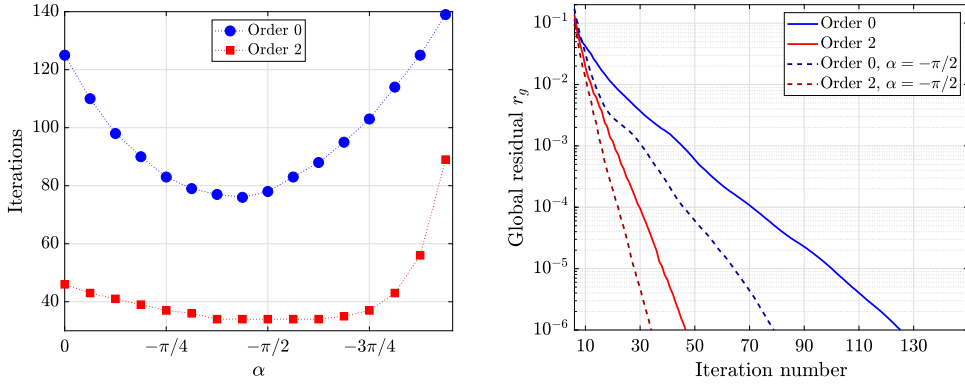 140
120
100
80
60
40
Iterations
0
−π/4
−π/2
−3π/4
α
Order 0
Order 2
10⁻¹
10⁻²
10⁻³
10⁻⁴
10⁻⁵
10⁻⁶
Global residual r_g
10
30
50
70
90
110
130
Iteration number
Order 0
Order 2
Order 0, α = −π/2
Order 2, α = −π/2